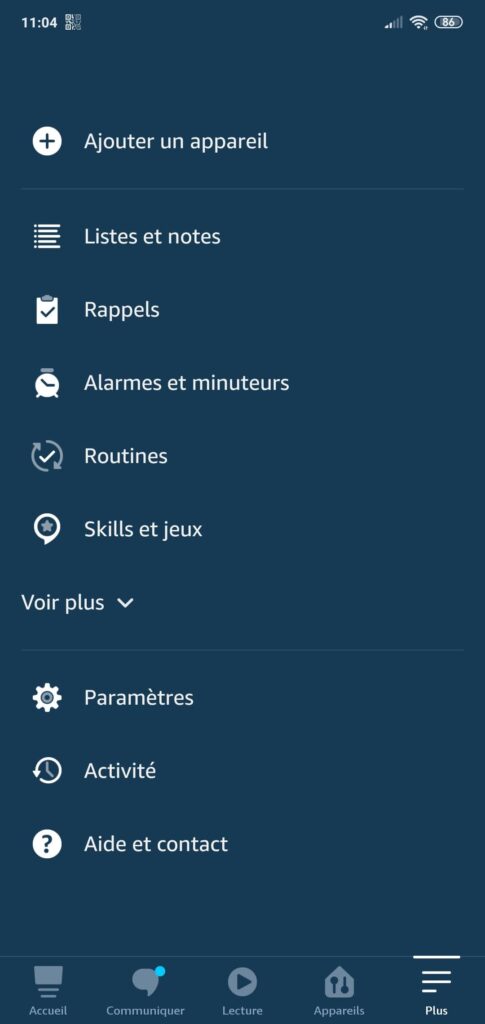 11:04
86
Ajouter un appareil
Listes et notes
Rappels
Alarmes et minuteurs
Routines
Skills et jeux
Voir plus
Paramètres
Activité
Aide et contact
Accueil Communiquer Lecture Appareils Plus